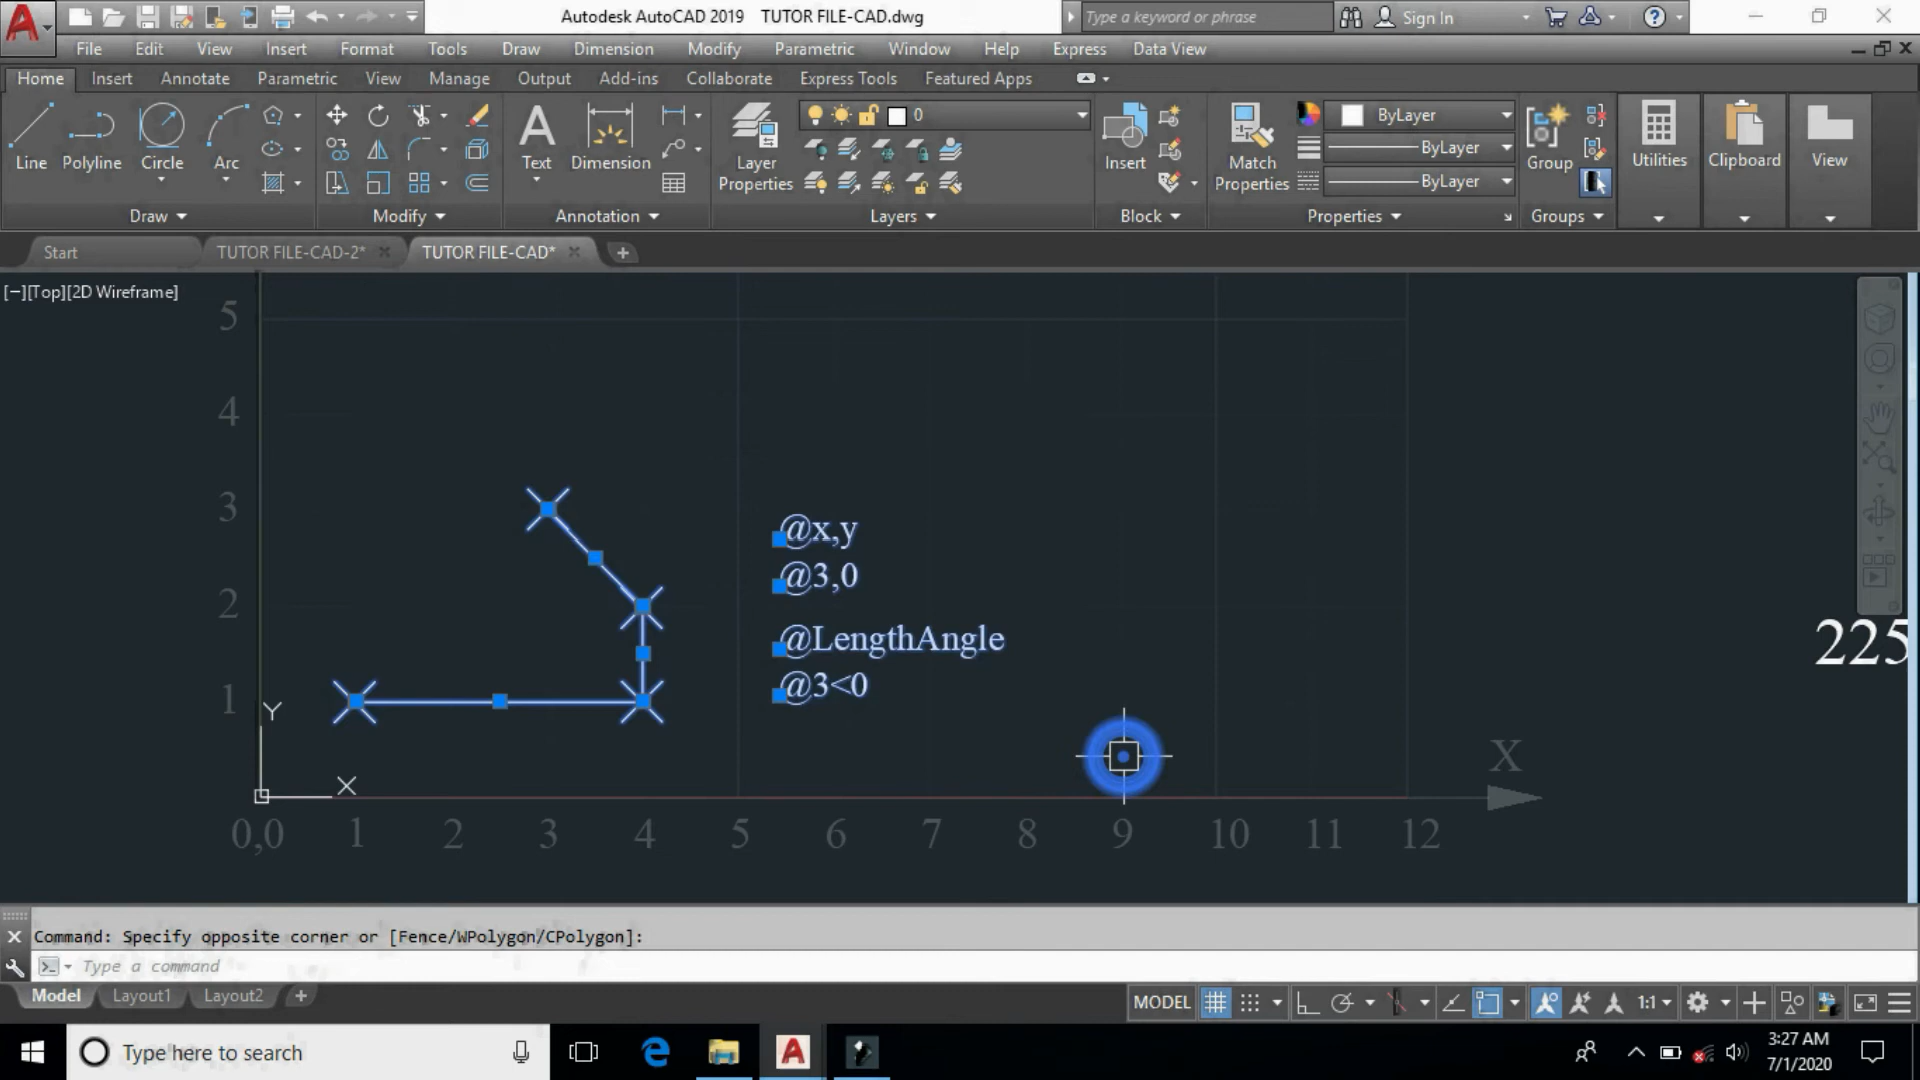 Autodesk AutoCAD 2019 TUTOR FILE-CAD.dwg
Type a keyword or phrase
Sign In
File Edit View Insert Format Tools Draw Dimension Modify Parametric Window Help Express Data View
Home Insert Annotate Parametric View Manage Output Add-ins Collaborate Express Tools Featured Apps
0
ByLayer
Line Polyline Circle Arc
Text Dimension
Layer Properties
Insert
Match Properties
ByLayer
ByLayer
Group
Utilities Clipboard View
Draw Modify Annotation Layers Block Properties Groups
Start TUTOR FILE-CAD-2* TUTOR FILE-CAD*
[−][Top][2D Wireframe]
5
4
3
2
1
@x,y
@3,0
@LengthAngle
@3<0
225
Y
X
X
0,0 1 2 3 4 5 6 7 8 9 10 11 12
Command: Specify opposite corner or [Fence/WPolygon/CPolygon]:
Type a command
Model Layout1 Layout2
MODEL
1:1
Type here to search
3:27 AM
7/1/2020